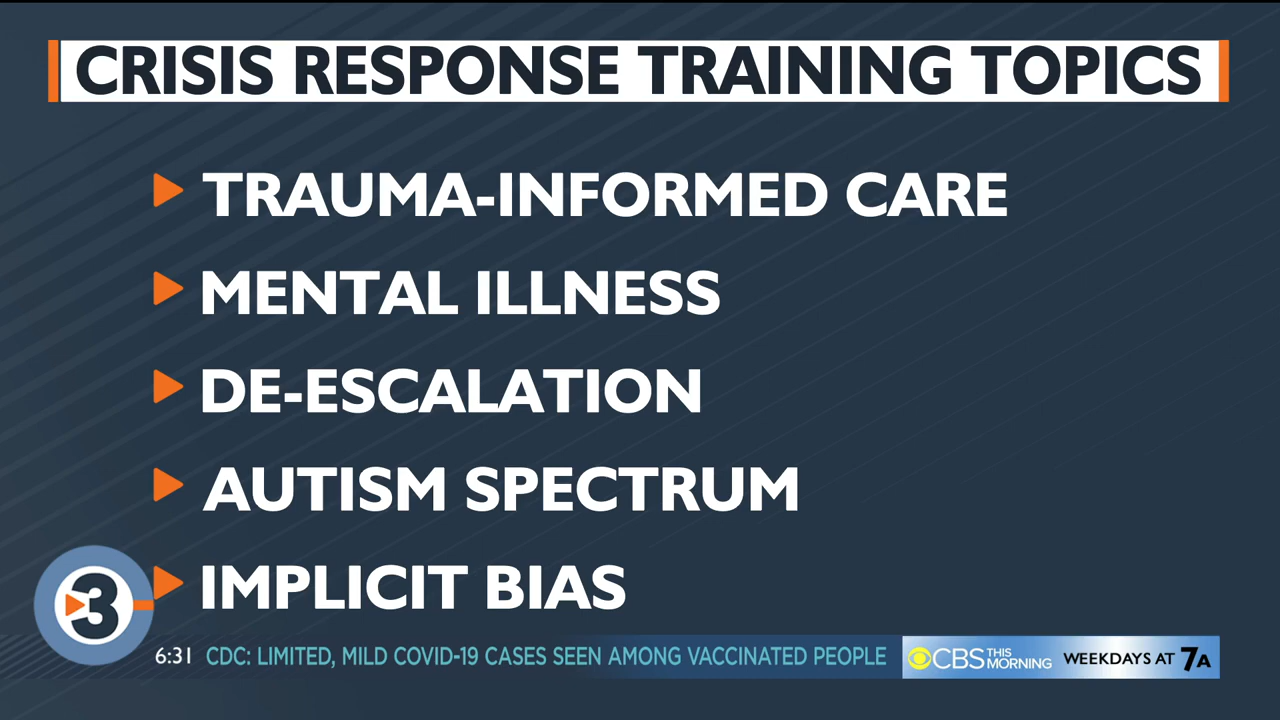 CRISIS RESPONSE TRAINING TOPICS
TRAUMA-INFORMED CARE
MENTAL ILLNESS
DE-ESCALATION
AUTISM SPECTRUM
IMPLICIT BIAS
3
6:31 CDC: LIMITED, MILD COVID-19 CASES SEEN AMONG VACCINATED PEOPLE
CBS THIS MORNING WEEKDAYS AT 7A